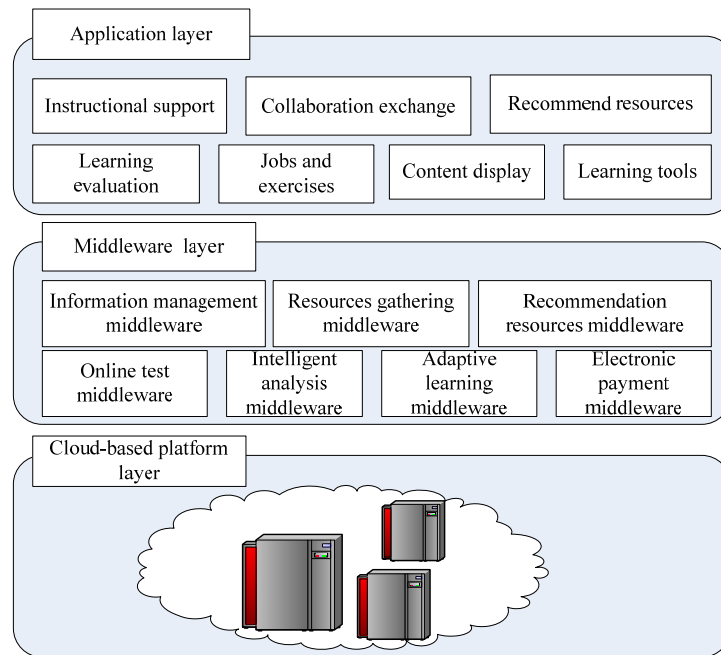 Application layer
Instructional support
Collaboration exchange
Recommend resources
Learning
evaluation
Jobs and
exercises
Content display
Learning tools
Middleware layer
Information management
middleware
Resources gathering
middleware
Recommendation
resources middleware
Online test
middleware
Intelligent
analysis
middleware
Adaptive
learning
middleware
Electronic
payment
middleware
Cloud-based platform
layer